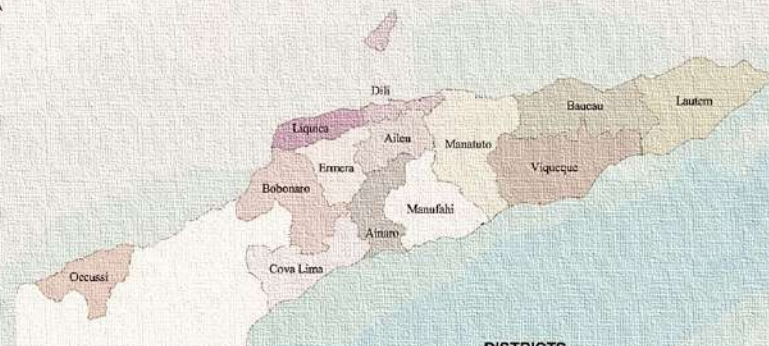 Dili
Baucau
Lautem
Liquica
Aileu
Manatuto
Ermera
Viqueque
Bobonaro
Manufahi
Ainaro
Cova Lima
Occussi
DISTRICTS